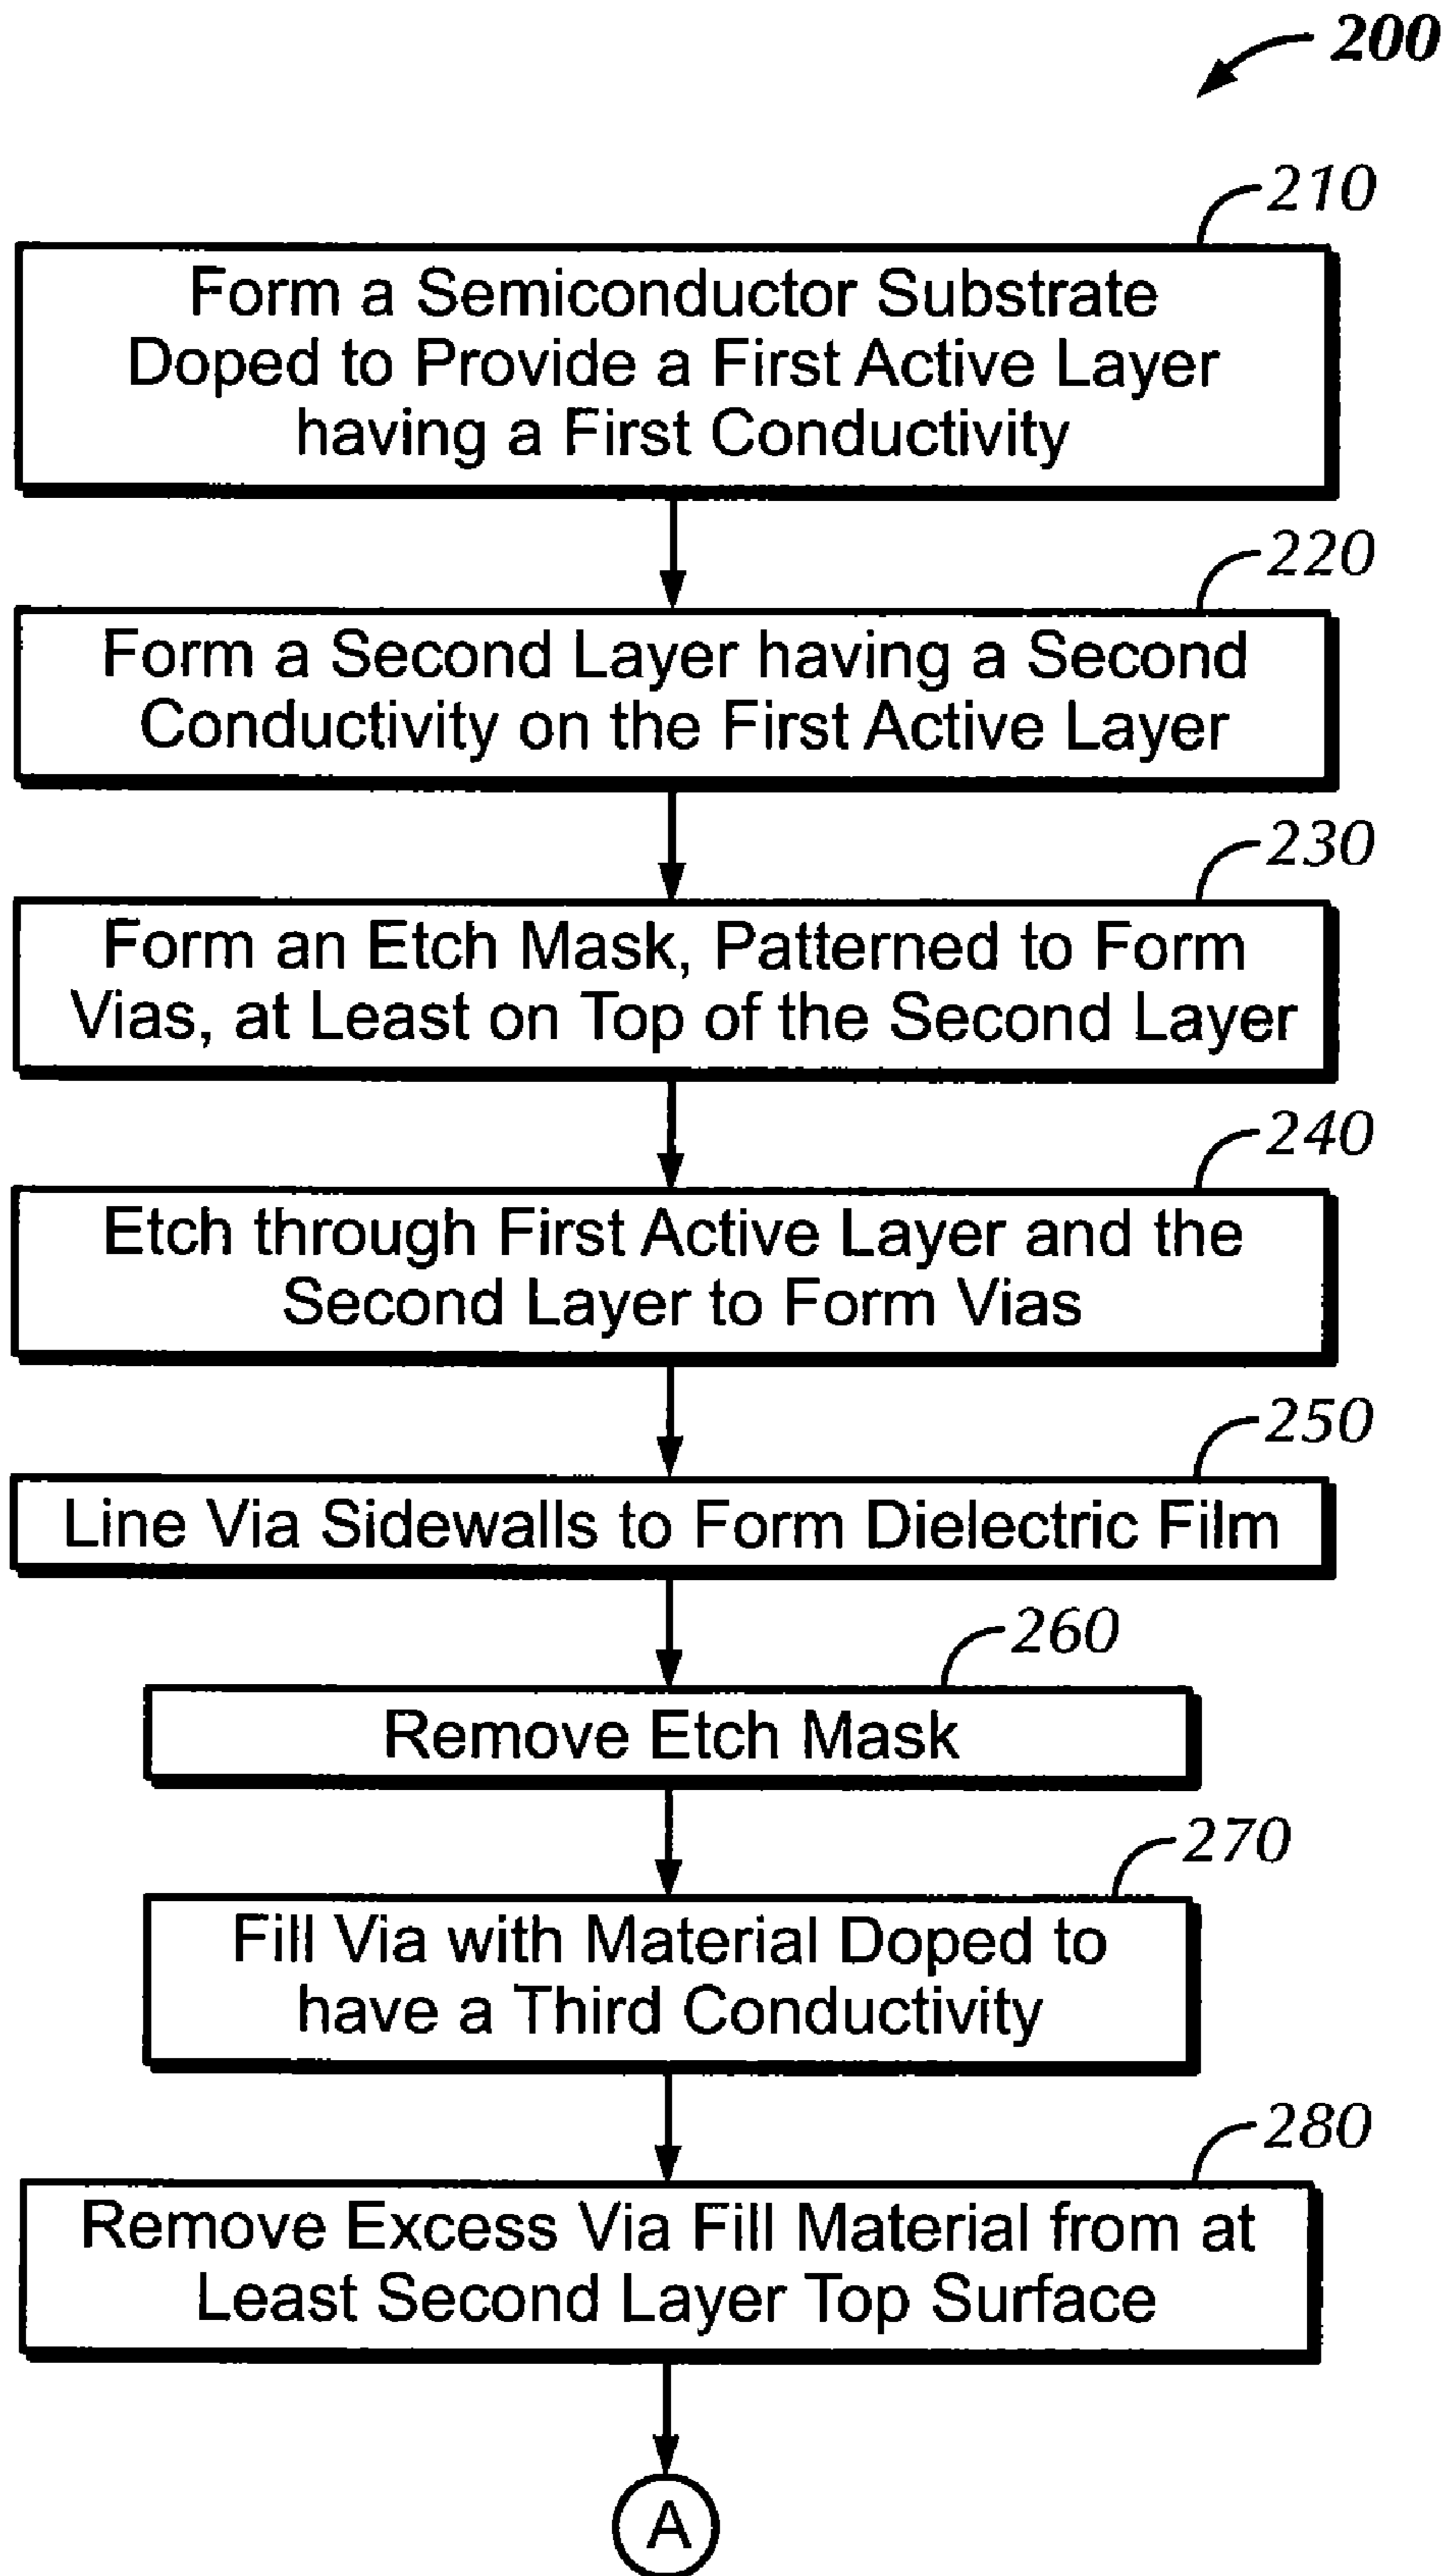 200
210
Form a Semiconductor Substrate
Doped to Provide a First Active Layer
having a First Conductivity
220
Form a Second Layer having a Second
Conductivity on the First Active Layer
230
Form an Etch Mask, Patterned to Form
Vias, at Least on Top of the Second Layer
240
Etch through First Active Layer and the
Second Layer to Form Vias
250
Line Via Sidewalls to Form Dielectric Film
260
Remove Etch Mask
270
Fill Via with Material Doped to
have a Third Conductivity
280
Remove Excess Via Fill Material from at
Least Second Layer Top Surface
A